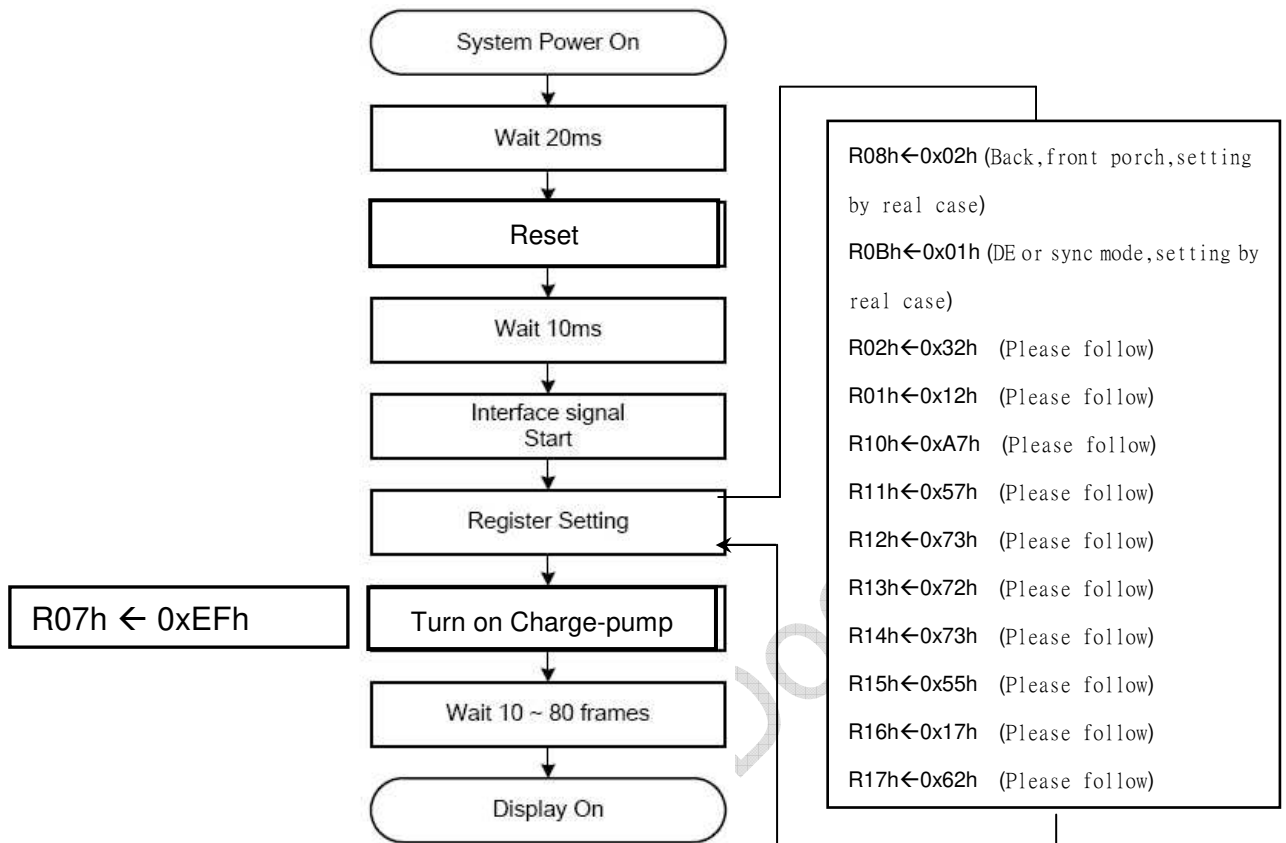 System Power On
Wait 20ms
Reset
Wait 10ms
Interface signal
Start
Register Setting
R07h ← 0xEFh
Turn on Charge-pump
Wait 10 ~ 80 frames
Display On
R08h←0x02h (Back,front porch,setting
by real case)
R0Bh←0x01h (DE or sync mode,setting by
real case)
R02h←0x32h (Please follow)
R01h←0x12h (Please follow)
R10h←0xA7h (Please follow)
R11h←0x57h (Please follow)
R12h←0x73h (Please follow)
R13h←0x72h (Please follow)
R14h←0x73h (Please follow)
R15h←0x55h (Please follow)
R16h←0x17h (Please follow)
R17h←0x62h (Please follow)